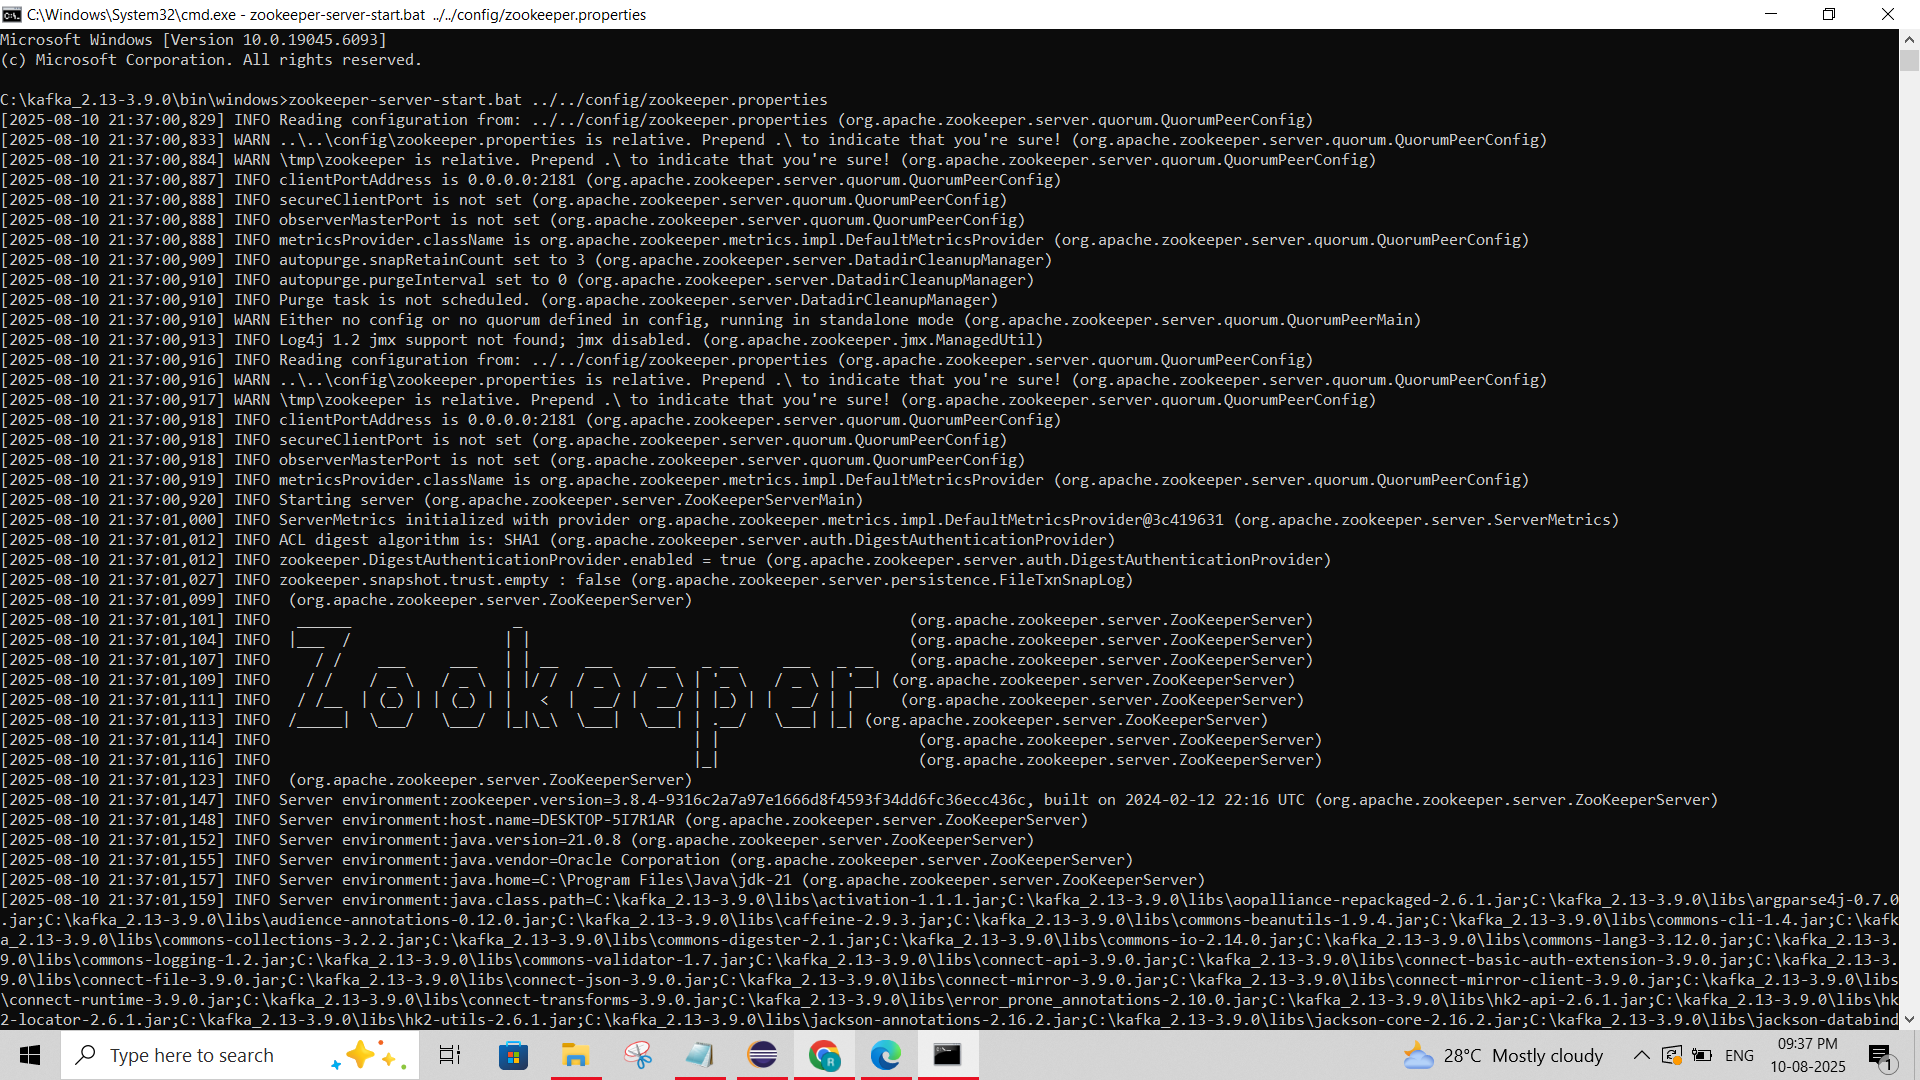 C:\Windows\System32\cmd.exe - zookeeper-server-start.bat  ../../config/zookeeper.properties
Microsoft Windows [Version 10.0.19045.6093]
(c) Microsoft Corporation. All rights reserved.
C:\kafka_2.13-3.9.0\bin\windows>zookeeper-server-start.bat ../../config/zookeeper.properties
[2025-08-10 21:37:00,829] INFO Reading configuration from: ../../config/zookeeper.properties (org.apache.zookeeper.server.quorum.QuorumPeerConfig)
[2025-08-10 21:37:00,833] WARN ..\..\config\zookeeper.properties is relative. Prepend .\ to indicate that you're sure! (org.apache.zookeeper.server.quorum.QuorumPeerConfig)
[2025-08-10 21:37:00,884] WARN \tmp\zookeeper is relative. Prepend .\ to indicate that you're sure! (org.apache.zookeeper.server.quorum.QuorumPeerConfig)
[2025-08-10 21:37:00,887] INFO clientPortAddress is 0.0.0.0:2181 (org.apache.zookeeper.server.quorum.QuorumPeerConfig)
[2025-08-10 21:37:00,888] INFO secureClientPort is not set (org.apache.zookeeper.server.quorum.QuorumPeerConfig)
[2025-08-10 21:37:00,888] INFO observerMasterPort is not set (org.apache.zookeeper.server.quorum.QuorumPeerConfig)
[2025-08-10 21:37:00,888] INFO metricsProvider.className is org.apache.zookeeper.metrics.impl.DefaultMetricsProvider (org.apache.zookeeper.server.quorum.QuorumPeerConfig)
[2025-08-10 21:37:00,909] INFO autopurge.snapRetainCount set to 3 (org.apache.zookeeper.server.DatadirCleanupManager)
[2025-08-10 21:37:00,910] INFO autopurge.purgeInterval set to 0 (org.apache.zookeeper.server.DatadirCleanupManager)
[2025-08-10 21:37:00,910] INFO Purge task is not scheduled. (org.apache.zookeeper.server.DatadirCleanupManager)
[2025-08-10 21:37:00,910] WARN Either no config or no quorum defined in config, running in standalone mode (org.apache.zookeeper.server.quorum.QuorumPeerMain)
[2025-08-10 21:37:00,913] INFO Log4j 1.2 jmx support not found; jmx disabled. (org.apache.zookeeper.jmx.ManagedUtil)
[2025-08-10 21:37:00,916] INFO Reading configuration from: ../../config/zookeeper.properties (org.apache.zookeeper.server.quorum.QuorumPeerConfig)
[2025-08-10 21:37:00,916] WARN ..\..\config\zookeeper.properties is relative. Prepend .\ to indicate that you're sure! (org.apache.zookeeper.server.quorum.QuorumPeerConfig)
[2025-08-10 21:37:00,917] WARN \tmp\zookeeper is relative. Prepend .\ to indicate that you're sure! (org.apache.zookeeper.server.quorum.QuorumPeerConfig)
[2025-08-10 21:37:00,918] INFO clientPortAddress is 0.0.0.0:2181 (org.apache.zookeeper.server.quorum.QuorumPeerConfig)
[2025-08-10 21:37:00,918] INFO secureClientPort is not set (org.apache.zookeeper.server.quorum.QuorumPeerConfig)
[2025-08-10 21:37:00,918] INFO observerMasterPort is not set (org.apache.zookeeper.server.quorum.QuorumPeerConfig)
[2025-08-10 21:37:00,919] INFO metricsProvider.className is org.apache.zookeeper.metrics.impl.DefaultMetricsProvider (org.apache.zookeeper.server.quorum.QuorumPeerConfig)
[2025-08-10 21:37:00,920] INFO Starting server (org.apache.zookeeper.server.ZooKeeperServerMain)
[2025-08-10 21:37:01,000] INFO ServerMetrics initialized with provider org.apache.zookeeper.metrics.impl.DefaultMetricsProvider@3c419631 (org.apache.zookeeper.server.ServerMetrics)
[2025-08-10 21:37:01,012] INFO ACL digest algorithm is: SHA1 (org.apache.zookeeper.server.auth.DigestAuthenticationProvider)
[2025-08-10 21:37:01,012] INFO zookeeper.DigestAuthenticationProvider.enabled = true (org.apache.zookeeper.server.auth.DigestAuthenticationProvider)
[2025-08-10 21:37:01,027] INFO zookeeper.snapshot.trust.empty : false (org.apache.zookeeper.server.persistence.FileTxnSnapLog)
[2025-08-10 21:37:01,099] INFO  (org.apache.zookeeper.server.ZooKeeperServer)
[2025-08-10 21:37:01,101] INFO   ______                  _                                           (org.apache.zookeeper.server.ZooKeeperServer)
[2025-08-10 21:37:01,104] INFO  |___  /                 | |                                          (org.apache.zookeeper.server.ZooKeeperServer)
[2025-08-10 21:37:01,107] INFO     / /    ___     ___   | | __   ___    ___   _ __     ___   _ __    (org.apache.zookeeper.server.ZooKeeperServer)
[2025-08-10 21:37:01,109] INFO    / /    / _ \   / _ \  | |/ /  / _ \  / _ \ | '_ \   / _ \ | '__| (org.apache.zookeeper.server.ZooKeeperServer)
[2025-08-10 21:37:01,111] INFO   / /__  | (_) | | (_) | |   <  |  __/ |  __/ | |_) | |  __/ | |     (org.apache.zookeeper.server.ZooKeeperServer)
[2025-08-10 21:37:01,113] INFO  /_____|  \___/   \___/  |_|\_\  \___|  \___| | .__/   \___| |_| (org.apache.zookeeper.server.ZooKeeperServer)
[2025-08-10 21:37:01,114] INFO                                               | |                      (org.apache.zookeeper.server.ZooKeeperServer)
[2025-08-10 21:37:01,116] INFO                                               |_|                      (org.apache.zookeeper.server.ZooKeeperServer)
[2025-08-10 21:37:01,123] INFO  (org.apache.zookeeper.server.ZooKeeperServer)
[2025-08-10 21:37:01,147] INFO Server environment:zookeeper.version=3.8.4-9316c2a7a97e1666d8f4593f34dd6fc36ecc436c, built on 2024-02-12 22:16 UTC (org.apache.zookeeper.server.ZooKeeperServer)
[2025-08-10 21:37:01,148] INFO Server environment:host.name=DESKTOP-5I7R1AR (org.apache.zookeeper.server.ZooKeeperServer)
[2025-08-10 21:37:01,152] INFO Server environment:java.version=21.0.8 (org.apache.zookeeper.server.ZooKeeperServer)
[2025-08-10 21:37:01,155] INFO Server environment:java.vendor=Oracle Corporation (org.apache.zookeeper.server.ZooKeeperServer)
[2025-08-10 21:37:01,157] INFO Server environment:java.home=C:\Program Files\Java\jdk-21 (org.apache.zookeeper.server.ZooKeeperServer)
[2025-08-10 21:37:01,159] INFO Server environment:java.class.path=C:\kafka_2.13-3.9.0\libs\activation-1.1.1.jar;C:\kafka_2.13-3.9.0\libs\aopalliance-repackaged-2.6.1.jar;C:\kafka_2.13-3.9.0\libs\argparse4j-0.7.0
.jar;C:\kafka_2.13-3.9.0\libs\audience-annotations-0.12.0.jar;C:\kafka_2.13-3.9.0\libs\caffeine-2.9.3.jar;C:\kafka_2.13-3.9.0\libs\commons-beanutils-1.9.4.jar;C:\kafka_2.13-3.9.0\libs\commons-cli-1.4.jar;C:\kafk
a_2.13-3.9.0\libs\commons-collections-3.2.2.jar;C:\kafka_2.13-3.9.0\libs\commons-digester-2.1.jar;C:\kafka_2.13-3.9.0\libs\commons-io-2.14.0.jar;C:\kafka_2.13-3.9.0\libs\commons-lang3-3.12.0.jar;C:\kafka_2.13-3.
9.0\libs\commons-logging-1.2.jar;C:\kafka_2.13-3.9.0\libs\commons-validator-1.7.jar;C:\kafka_2.13-3.9.0\libs\connect-api-3.9.0.jar;C:\kafka_2.13-3.9.0\libs\connect-basic-auth-extension-3.9.0.jar;C:\kafka_2.13-3.
9.0\libs\connect-file-3.9.0.jar;C:\kafka_2.13-3.9.0\libs\connect-json-3.9.0.jar;C:\kafka_2.13-3.9.0\libs\connect-mirror-3.9.0.jar;C:\kafka_2.13-3.9.0\libs\connect-mirror-client-3.9.0.jar;C:\kafka_2.13-3.9.0\libs
\connect-runtime-3.9.0.jar;C:\kafka_2.13-3.9.0\libs\connect-transforms-3.9.0.jar;C:\kafka_2.13-3.9.0\libs\error_prone_annotations-2.10.0.jar;C:\kafka_2.13-3.9.0\libs\hk2-api-2.6.1.jar;C:\kafka_2.13-3.9.0\libs\hk
2-locator-2.6.1.jar;C:\kafka_2.13-3.9.0\libs\hk2-utils-2.6.1.jar;C:\kafka_2.13-3.9.0\libs\jackson-annotations-2.16.2.jar;C:\kafka_2.13-3.9.0\libs\jackson-core-2.16.2.jar;C:\kafka_2.13-3.9.0\libs\jackson-databind
Type here to search
28°C  Mostly cloudy
ENG
09:37 PM
10-08-2025
1